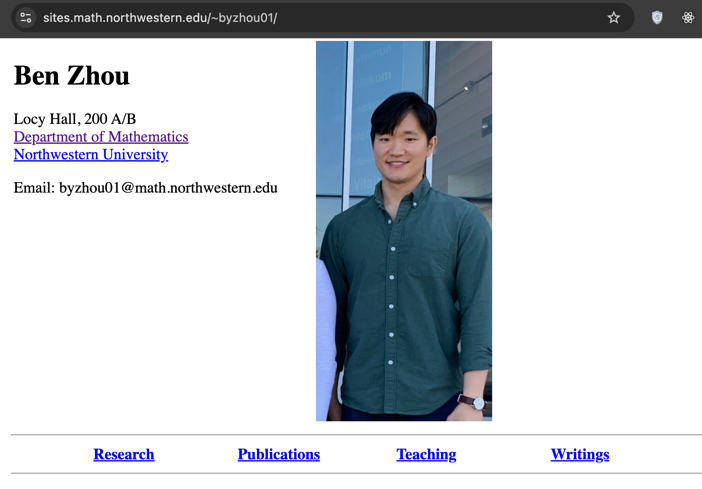 sites.math.northwestern.edu/~byzhou01/
Ben Zhou
Locy Hall, 200 A/B
Department of Mathematics
Northwestern University
Email: byzhou01@math.northwestern.edu
Research Publications Teaching Writings